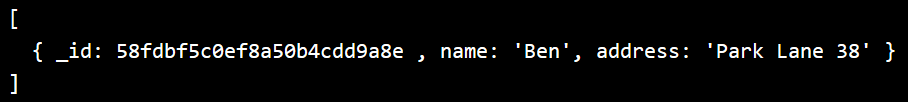 [
{ _id: 58fdbf5c0ef8a50b4cdd9a8e , name: 'Ben', address: 'Park Lane 38' }
]